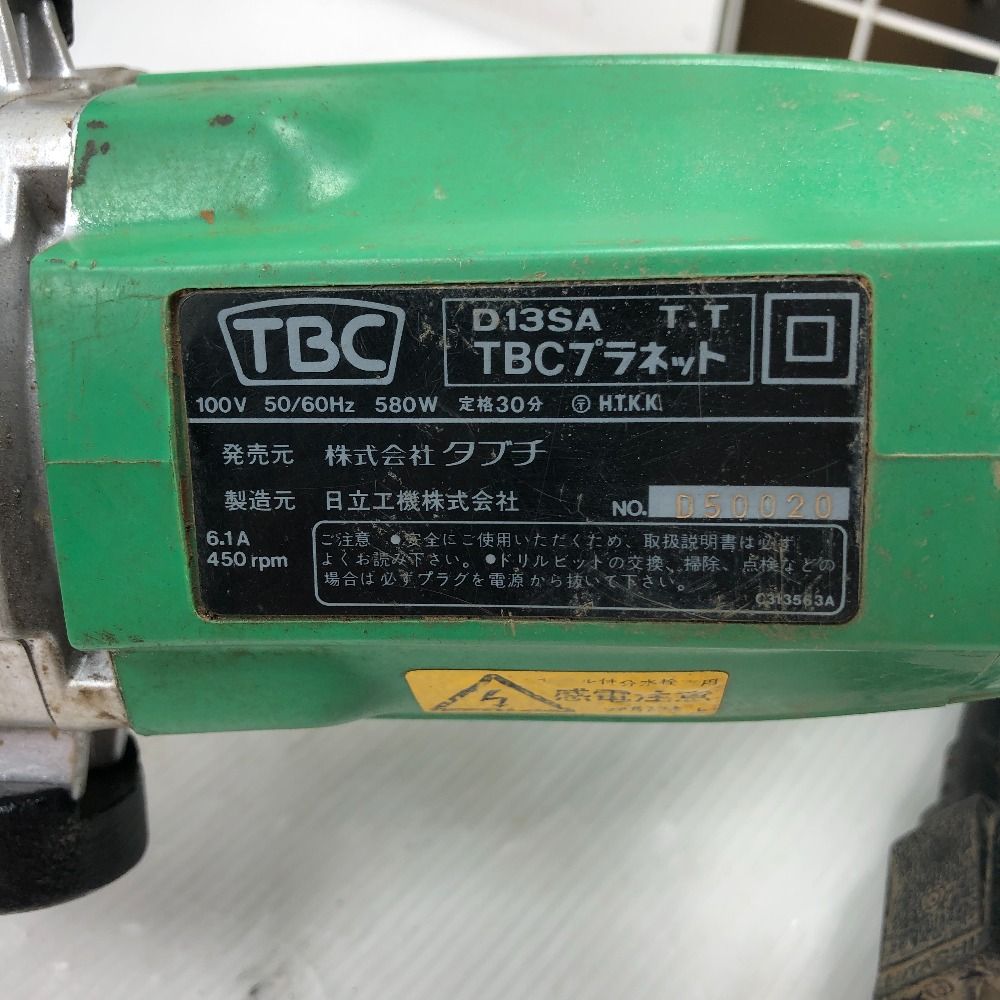 TBC
D13SA T.T
TBCプラネット
100V 50/60Hz 580W 定格30分 〒 H.T.K.K.
発売元 株式会社 タブチ
製造元 日立工機株式会社
NO. D50020
6.1A
450rpm
ご注意 ●安全にご使用いただくため、取扱説明書は必ず
よくお読み下さい。●ドリルビットの交換、掃除、点検などの
場合は必ずプラグを電源から抜いて下さい。
C313563A
感電注意